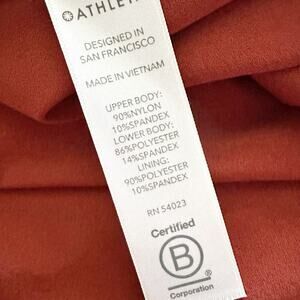 ATHLET
DESIGNED IN
SAN FRANCISCO
MADE IN VIETNAM
UPPER BODY:
90%NYLON
10%SPANDEX
LOWER BODY:
86%POLYESTER
14%SPANDEX
LINING:
90%POLYESTER
10%SPANDEX
RN 54023
Certified
B
®
Corporation